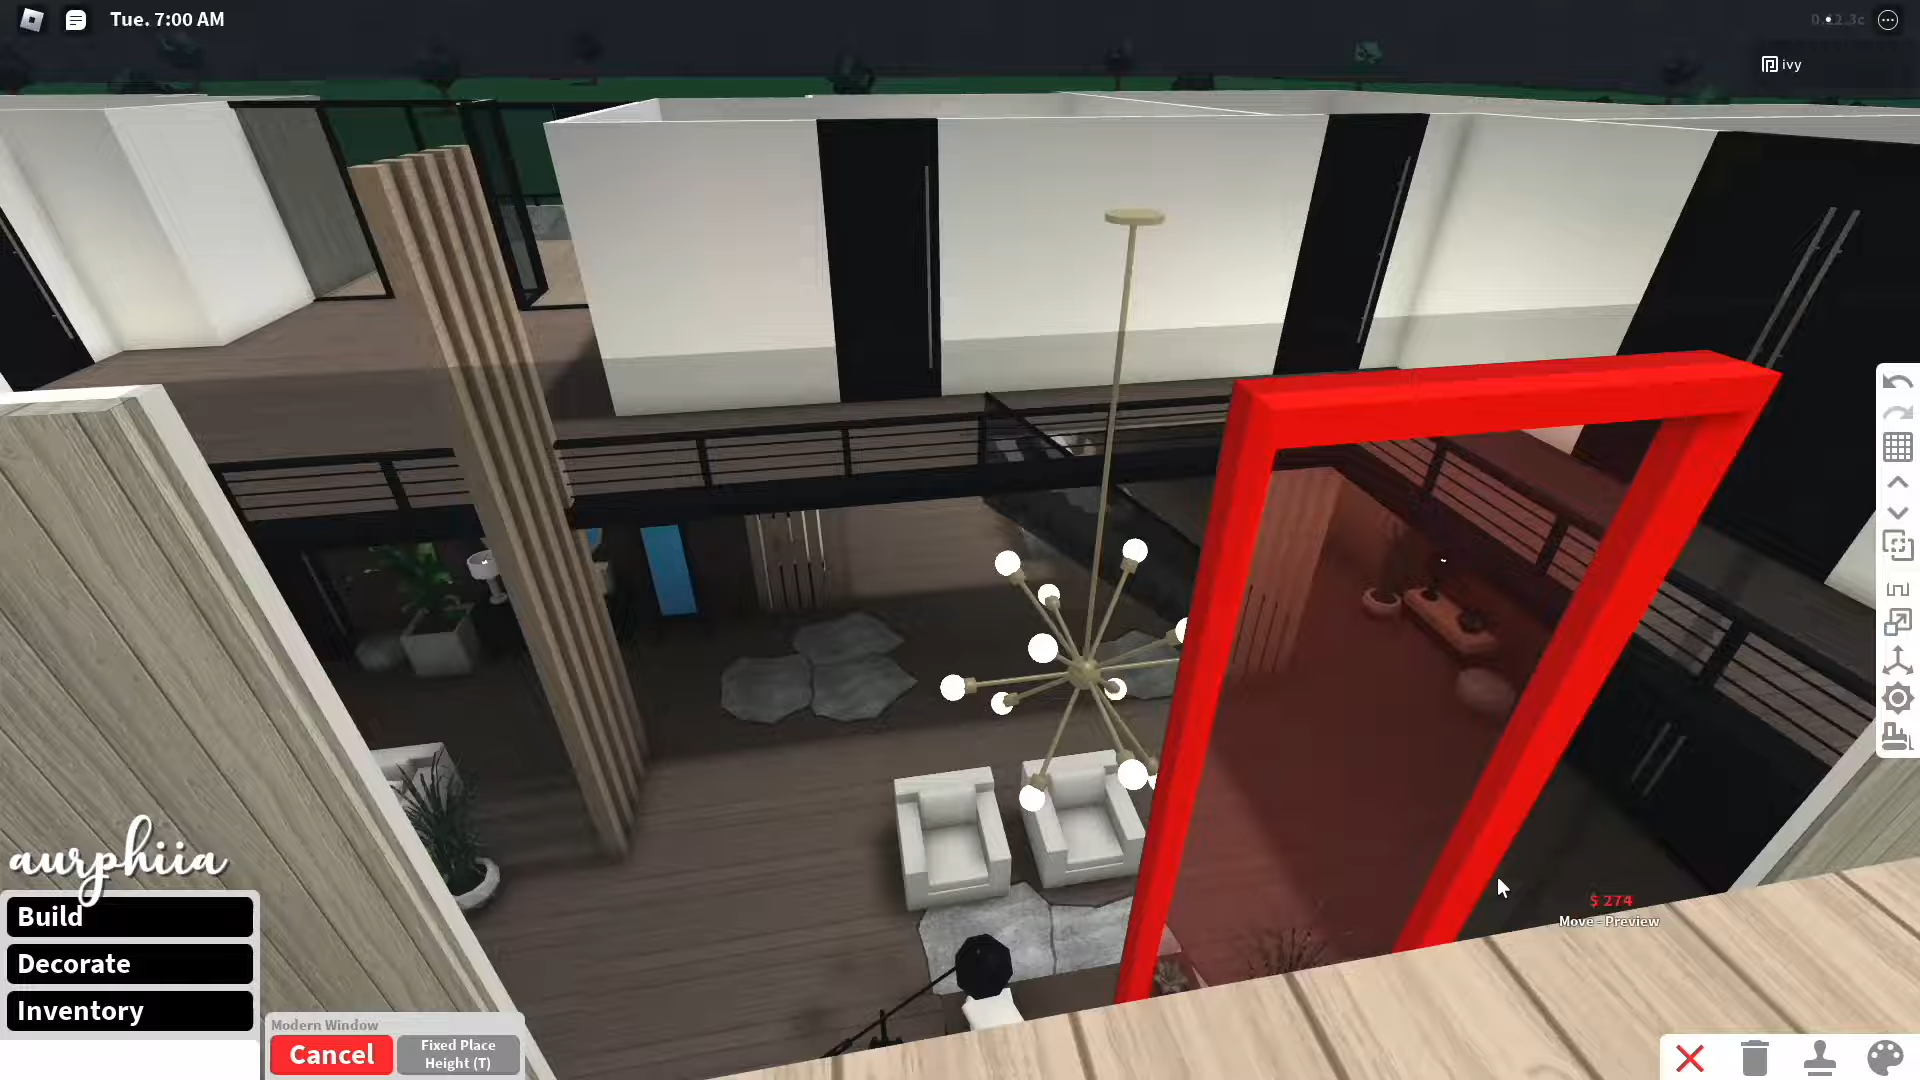 Tue. 7:00 AM
ivy
$ 274
Move - Preview
aurphiia
Build
Decorate
Inventory
Modern Window
Cancel
Fixed Place
Height (T)